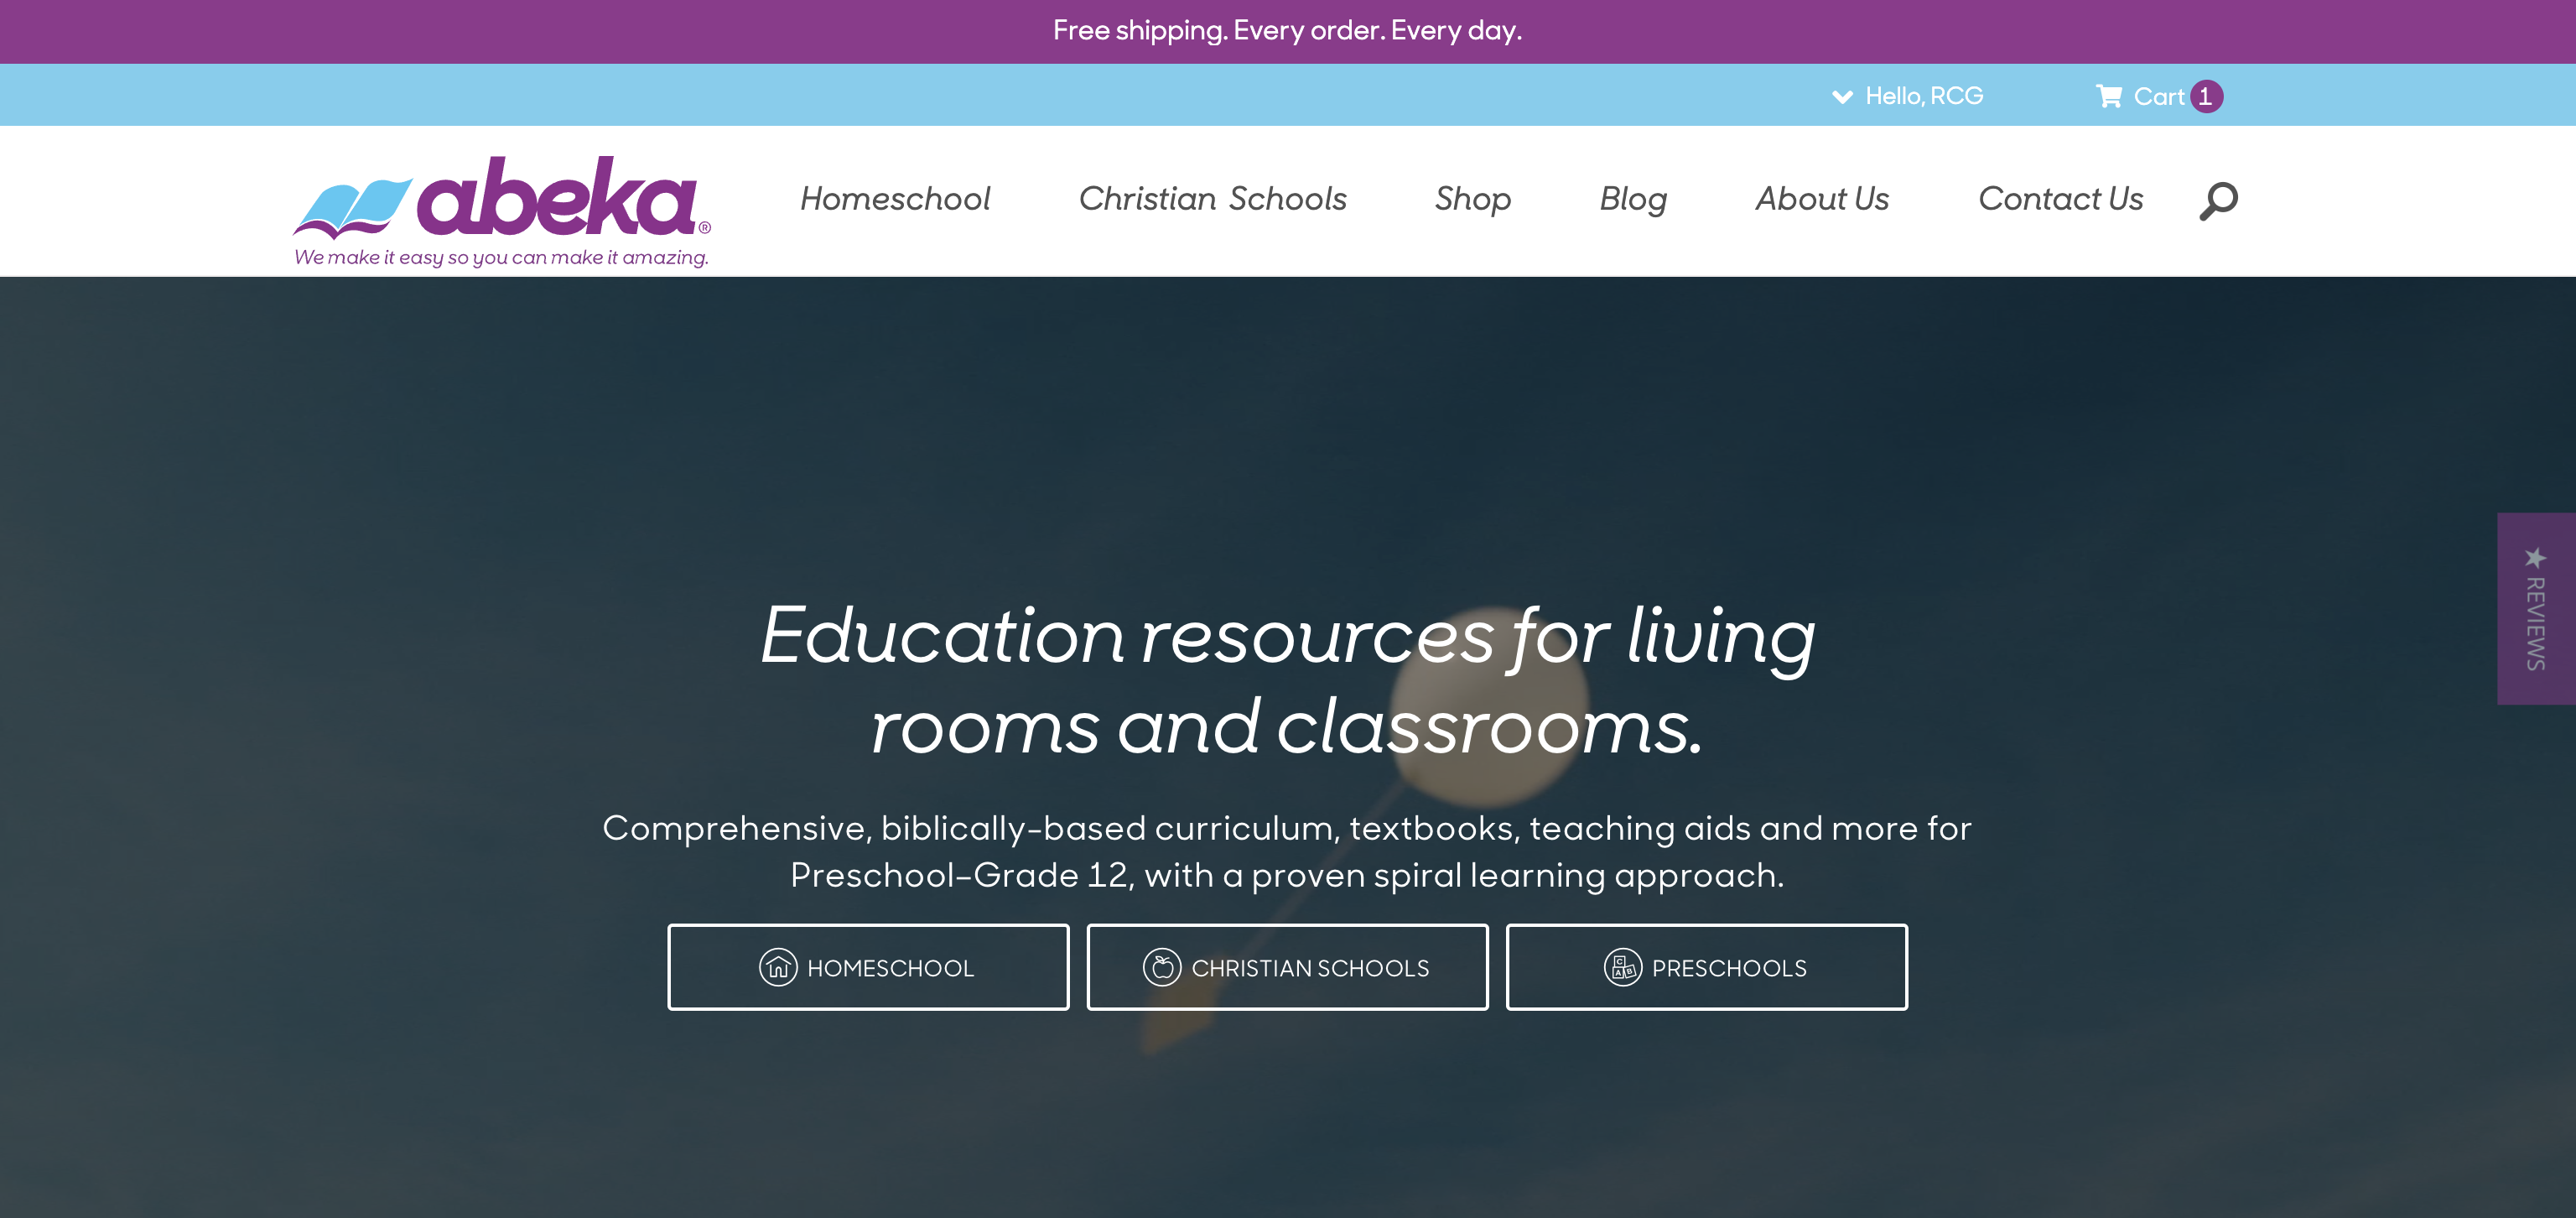 Free shipping. Every order. Every day.
Hello, RCG
Cart 1
abeka®
We make it easy so you can make it amazing.
Homeschool
Christian Schools
Shop
Blog
About Us
Contact Us
★ REVIEWS
Education resources for living
rooms and classrooms.
Comprehensive, biblically-based curriculum, textbooks, teaching aids and more for
Preschool–Grade 12, with a proven spiral learning approach.
HOMESCHOOL
CHRISTIAN SCHOOLS
C
A B
PRESCHOOLS